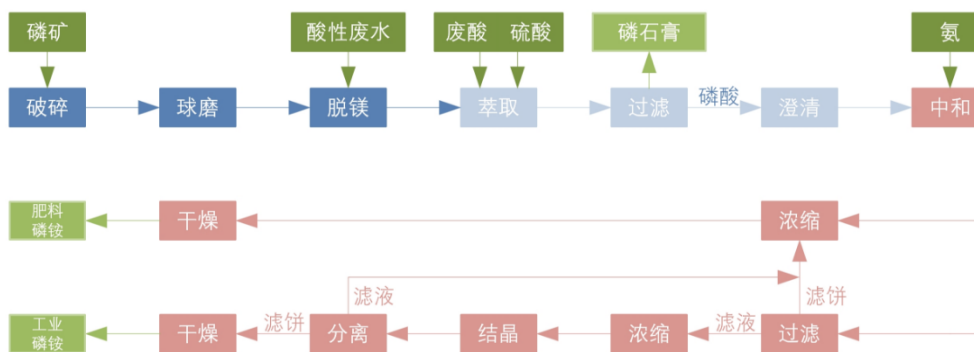 磷矿
酸性废水
废酸 硫酸
磷石膏
氨
破碎
球磨
脱镁
萃取
过滤
磷酸
澄清
中和
肥料
磷铵
干燥
浓缩
滤液
滤饼
工业
磷铵
干燥
滤饼
分离
结晶
浓缩
滤液
过滤